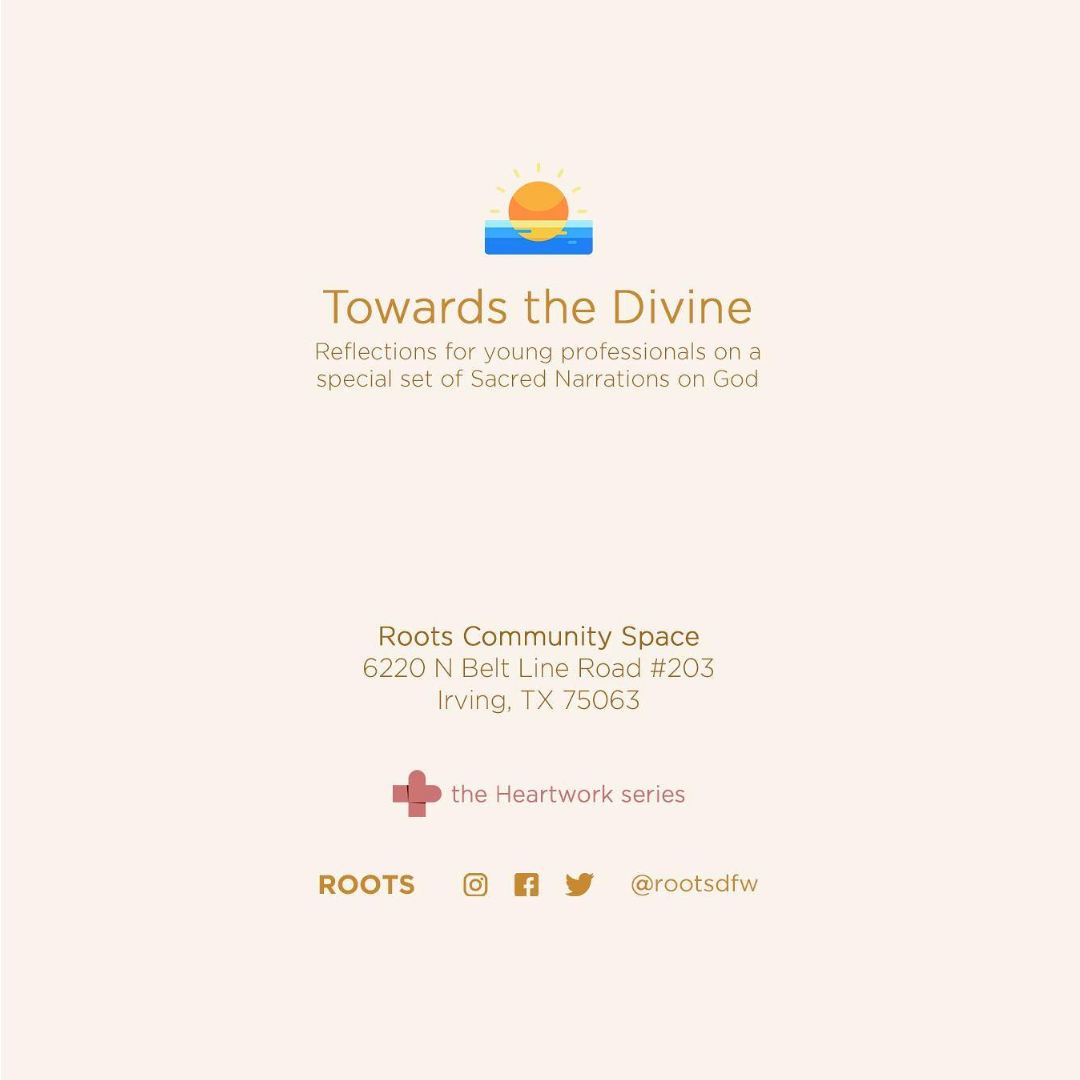 Towards the Divine
Reflections for young professionals on a
special set of Sacred Narrations on God
Roots Community Space
6220 N Belt Line Road #203
Irving, TX 75063
the Heartwork series
ROOTS @rootsdfw